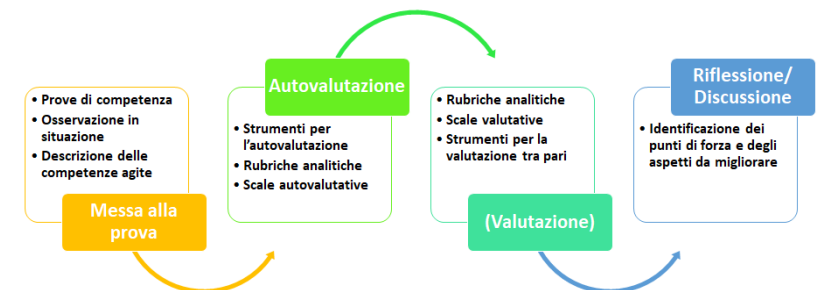 • Prove di competenza
• Osservazione in
situazione
• Descrizione delle
competenze agite
Messa alla
prova
Autovalutazione
• Strumenti per
l'autovalutazione
• Rubriche analitiche
• Scale autovalutative
• Rubriche analitiche
• Scale valutative
• Strumenti per la
valutazione tra pari
(Valutazione)
Riflessione/
Discussione
• Identificazione dei
punti di forza e degli
aspetti da migliorare